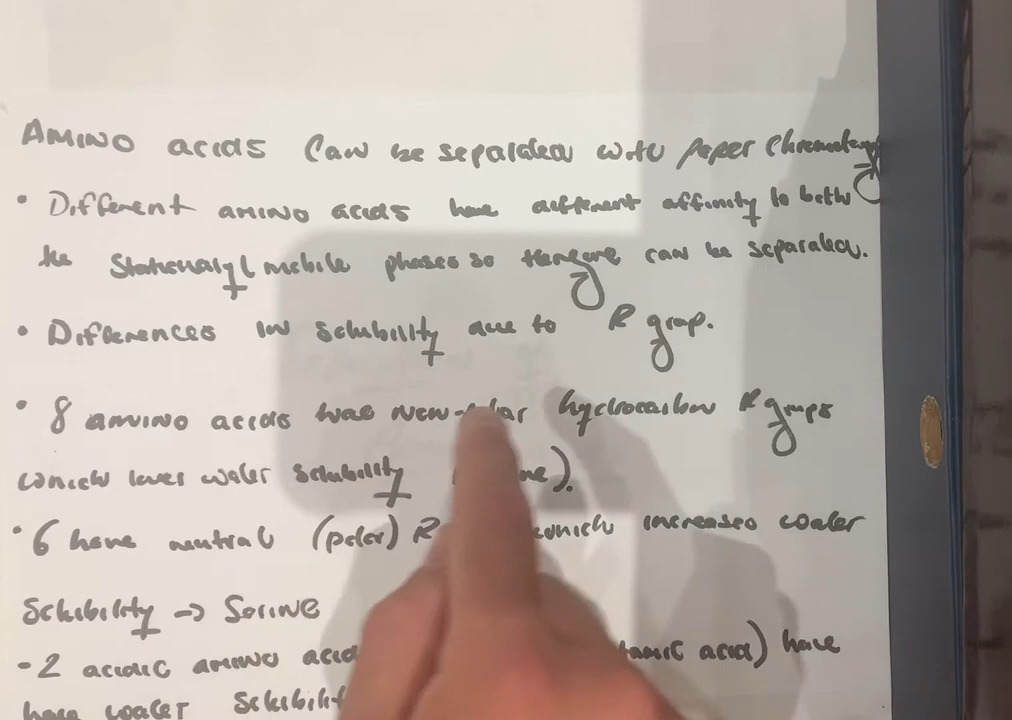 Amino acids can be separated with paper chromatography
• Different amino acids have different affinity to both
the stationary/mobile phases so therefore can be separated.
• Differences in solubility due to R group.
• 8 amino acids has non-polar hydrocarbon R groups
which lower water solubility
• 6 have neutral (polar) R which increases water
Solubility → Serine
- 2 acidic amino acid acid) have
have water